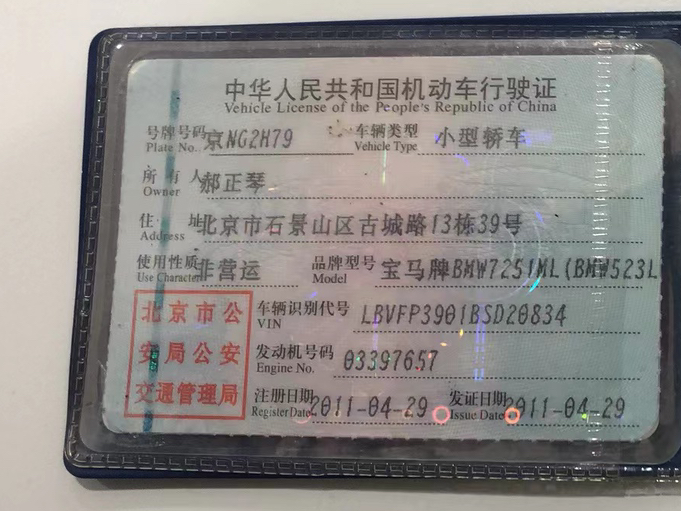 中华人民共和国机动车行驶证
Vehicle License of the People's Republic of China
号牌号码 京NG2H79 车辆类型 小型轿车
Plate No. Vehicle Type
所有人 郝正琴
Owner
住址 北京市石景山区古城路13栋39号
Address
使用性质 非营运 品牌型号 宝马牌BMW7251ML(BMW523L
Use Character Model
北京市公安局公安交通管理局
车辆识别代号 LBVFP3901BSD20834
VIN
发动机号码 03397657
Engine No.
注册日期 2011-04-29 发证日期 2011-04-29
Register Date Issue Date